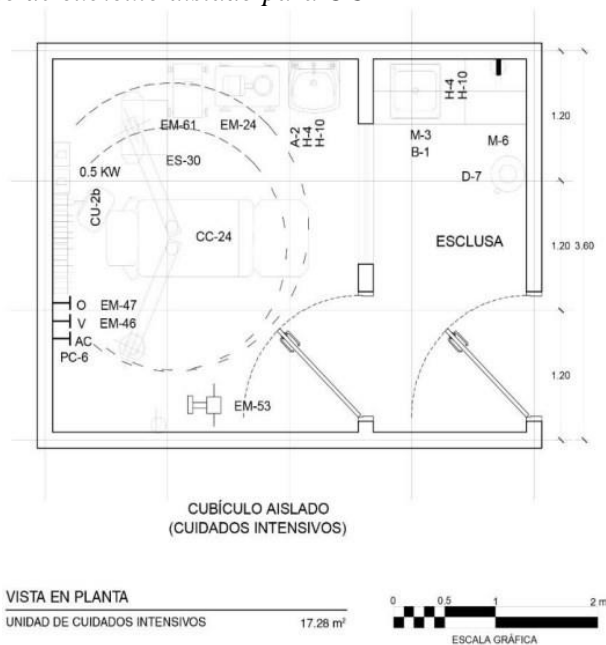 EM-61 EM-24
A-2
H-4
H-10
H-4
H-10
1.20
M-3
B-1
M-6
ES-30
0.5 KW
D-7
CU-2b
CC-24
ESCLUSA
1.20 3.60
O EM-47
V EM-46
AC
PC-6
1.20
EM-53
CUBÍCULO AISLADO
(CUIDADOS INTENSIVOS)
VISTA EN PLANTA
UNIDAD DE CUIDADOS INTENSIVOS 17.28 m²
0 0.5 1 2 m
ESCALA GRÁFICA